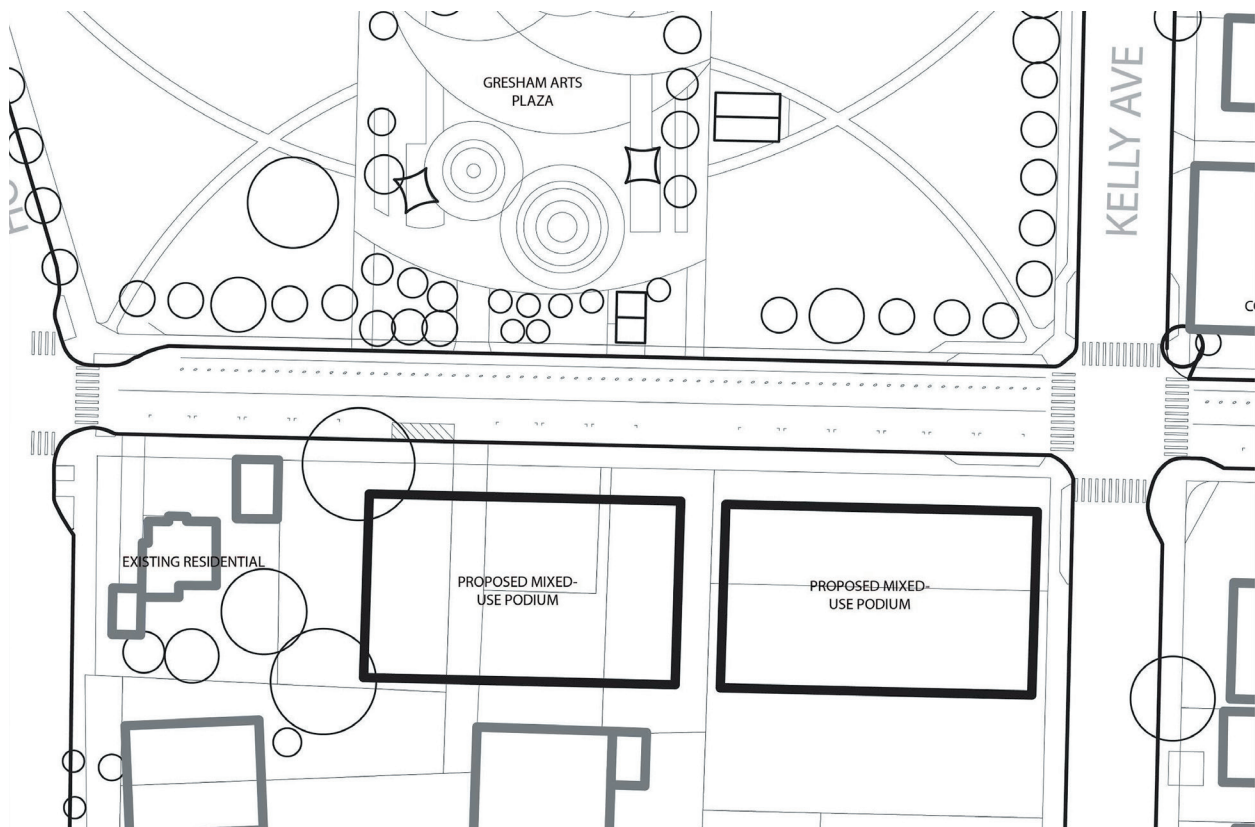 GRESHAM ARTS
PLAZA
KELLY AVE
EXISTING RESIDENTIAL
PROPOSED MIXED-
USE PODIUM
PROPOSED MIXED-
USE PODIUM